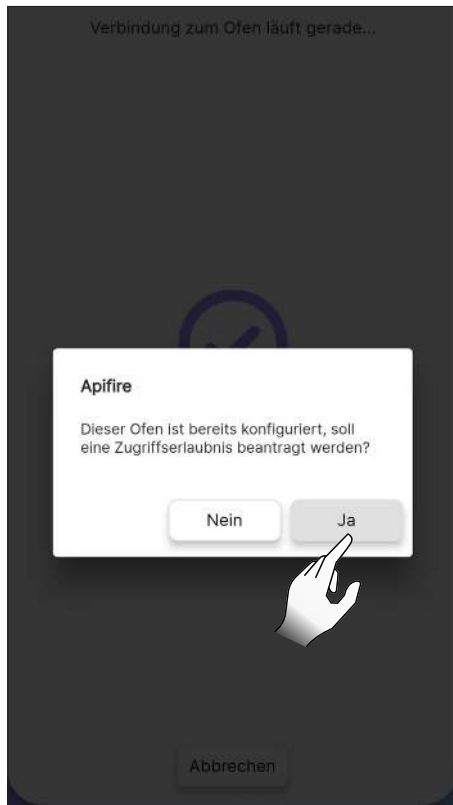 Verbindung zum Ofen läuft gerade...
Apifire
Dieser Ofen ist bereits konfiguriert, soll
eine Zugriffserlaubnis beantragt werden?
Nein
Ja
Abbrechen